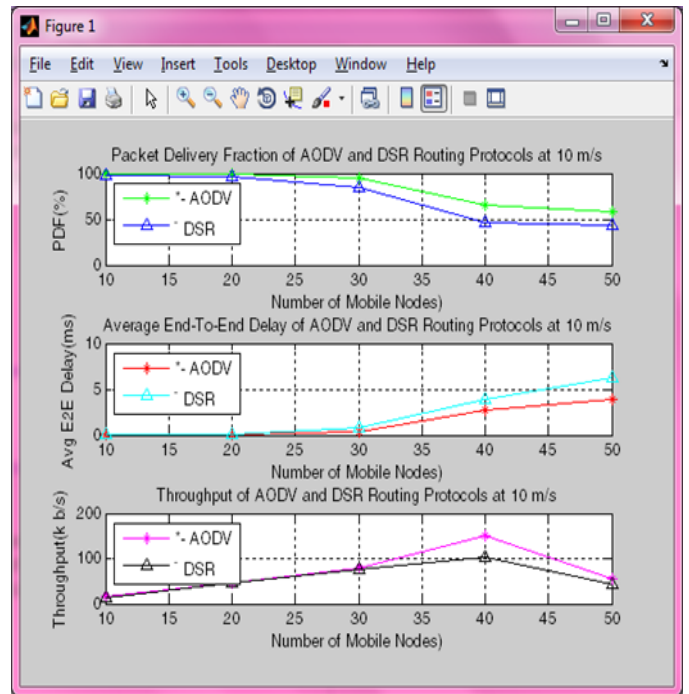 Figure 1
File Edit View Insert Tools Desktop Window Help
Packet Delivery Fraction of AODV and DSR Routing Protocols at 10 m/s
PDF(%)
100
50
0
*- AODV
^- DSR
10 15 20 25 30 35 40 45 50
Number of Mobile Nodes)
Average End-To-End Delay of AODV and DSR Routing Protocols at 10 m/s
Avg E2E Delay(ms)
10
5
0
*- AODV
^- DSR
10 15 20 25 30 35 40 45 50
Number of Mobile Nodes)
Throughput of AODV and DSR Routing Protocols at 10 m/s
Throughput(k b/s)
200
100
0
*- AODV
^- DSR
10 15 20 25 30 35 40 45 50
Number of Mobile Nodes)